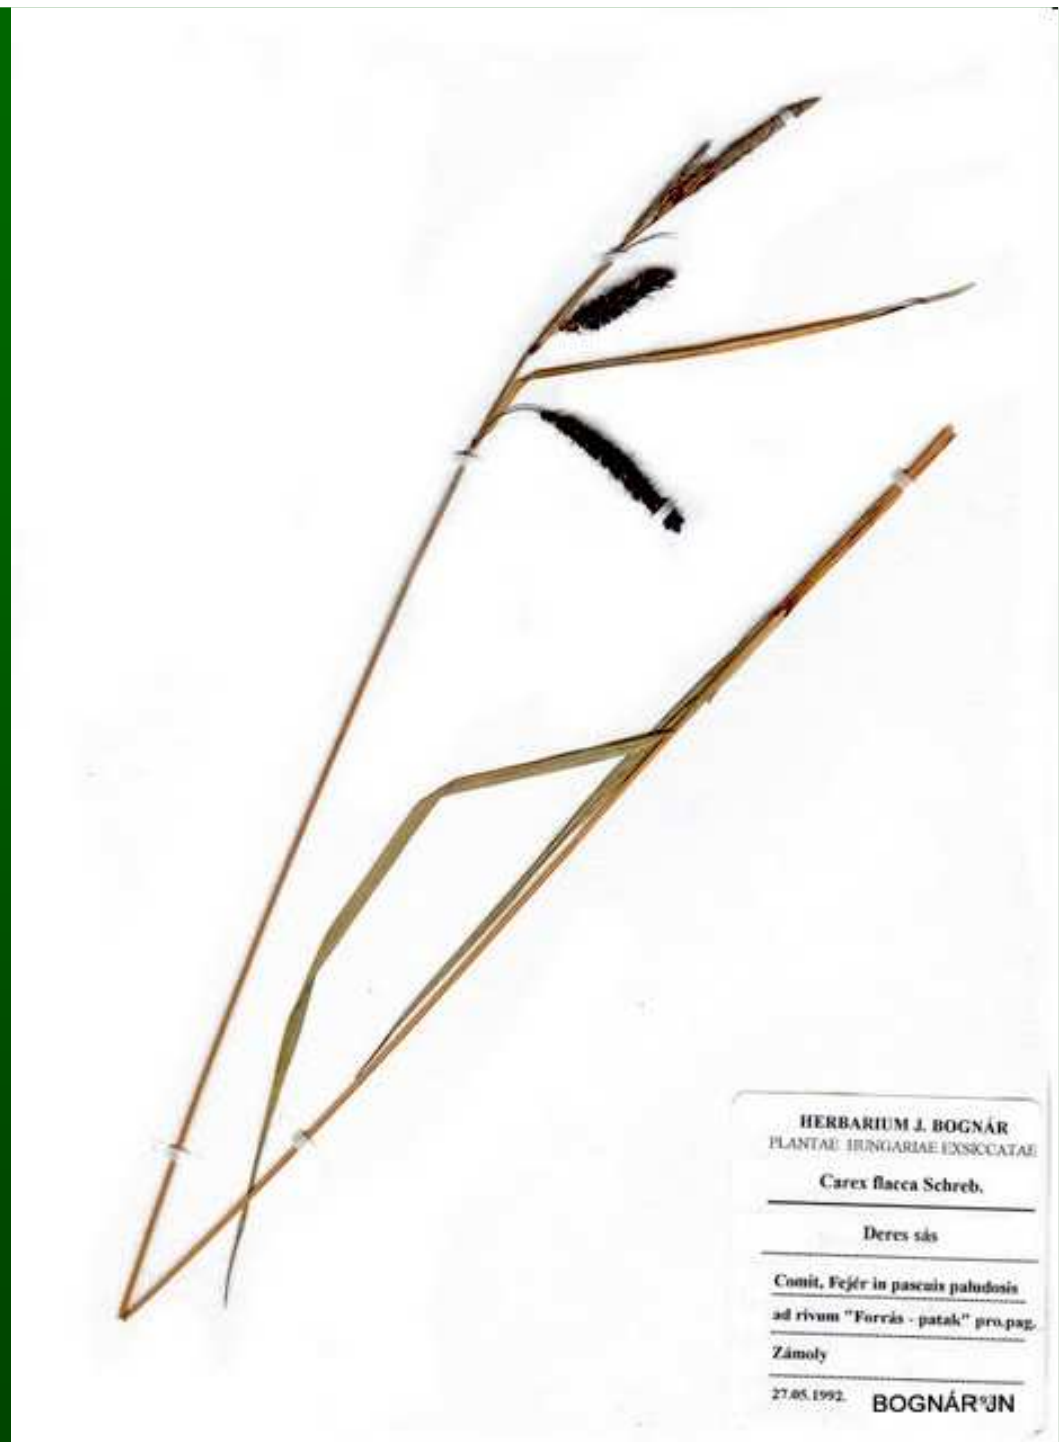 HERBARIUM J. BOGNÁR
PLANTAE HUNGARIAE EXSICCATAE
Carex flacca Schreb.
Deres sás
Comit. Fejér in pascuis paludosis
ad rivum "Forrás - patak" pro.pag.
Zámoly
27.05.1992. BOGNÁR JN